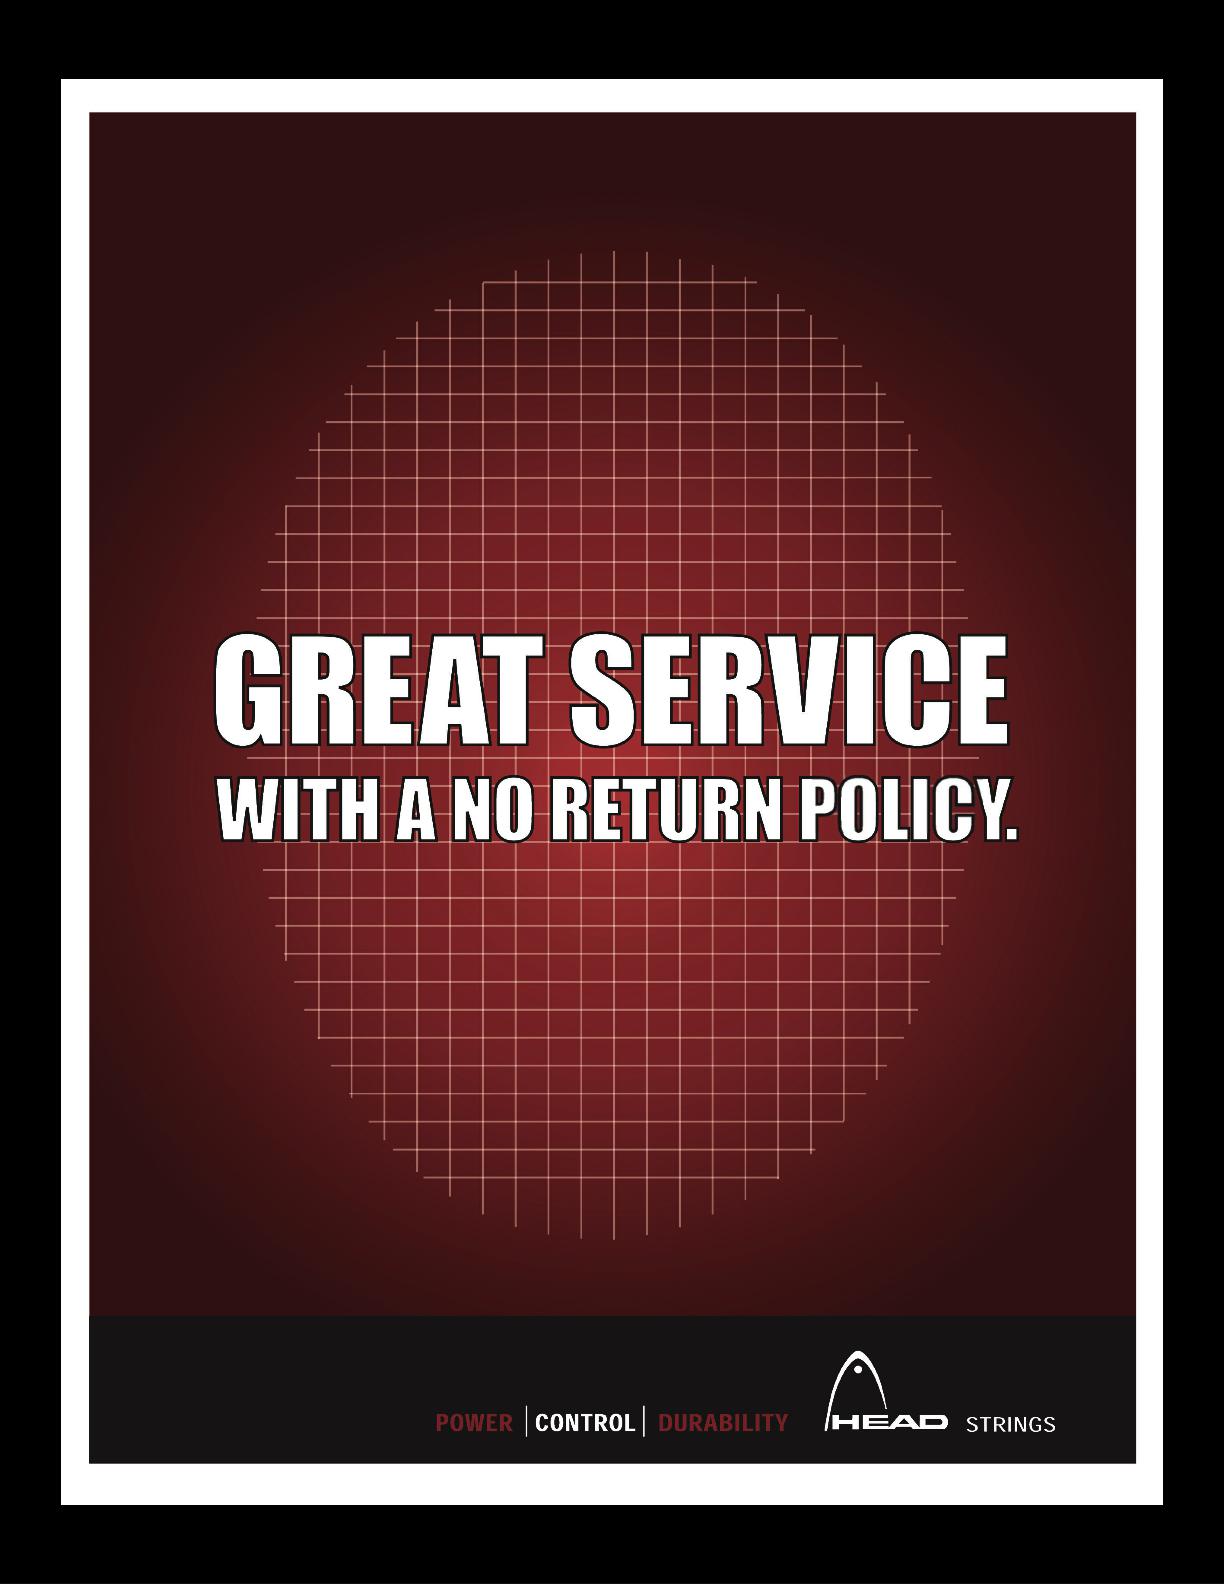 GREAT SERVICE
WITH A NO RETURN POLICY.
POWER | CONTROL | DURABILITY HEAD STRINGS